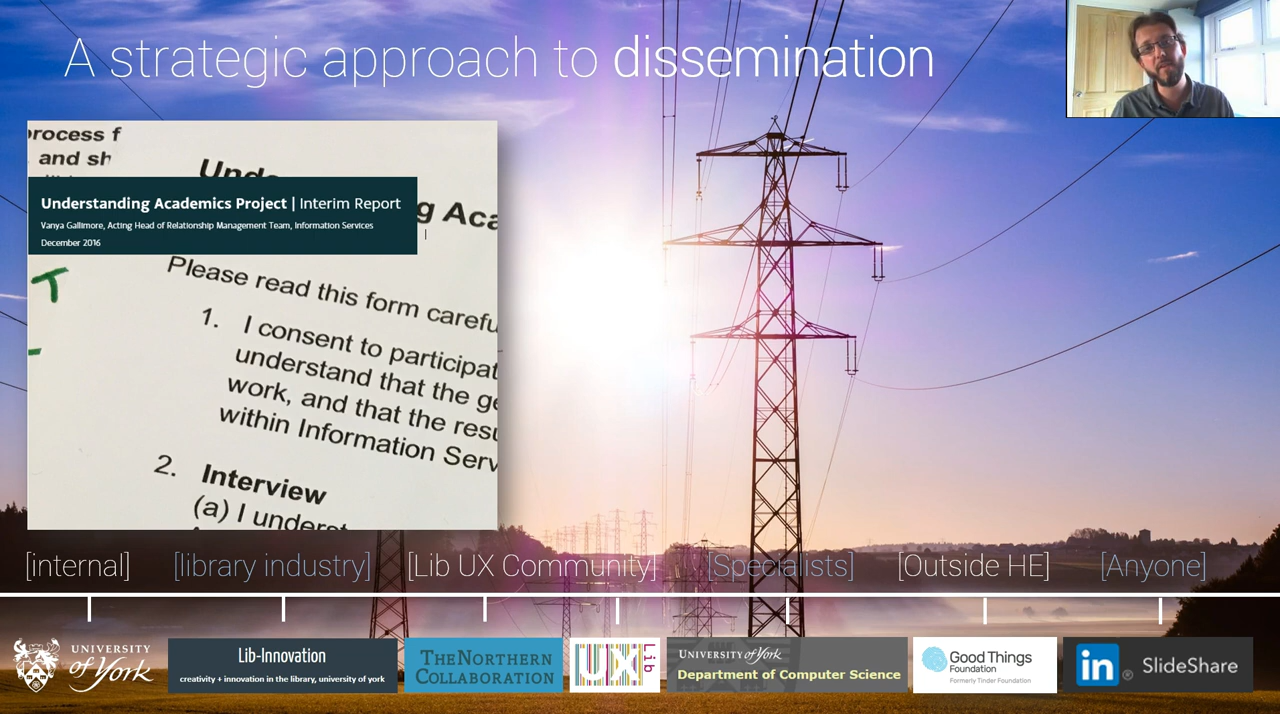 A strategic approach to dissemination
process f
and sh
Understanding Academics Project | Interim Report
Vanya Gallimore, Acting Head of Relationship Management Team, Information Services
December 2016
g Aca
T
Please read this form carefu
1. I consent to participat
understand that the ge
work, and that the resu
within Information Serv
2. Interview
(a) I underst
[internal] [library industry] [Lib UX Community] [Specialists] [Outside HE] [Anyone]
UNIVERSITY
of York
Lib-Innovation
creativity + innovation in the library, university of york
THE NORTHERN
COLLABORATION
UX Lib
UNIVERSITY of York
Department of Computer Science
Good Things
Foundation
Formerly Tinder Foundation
in ® SlideShare